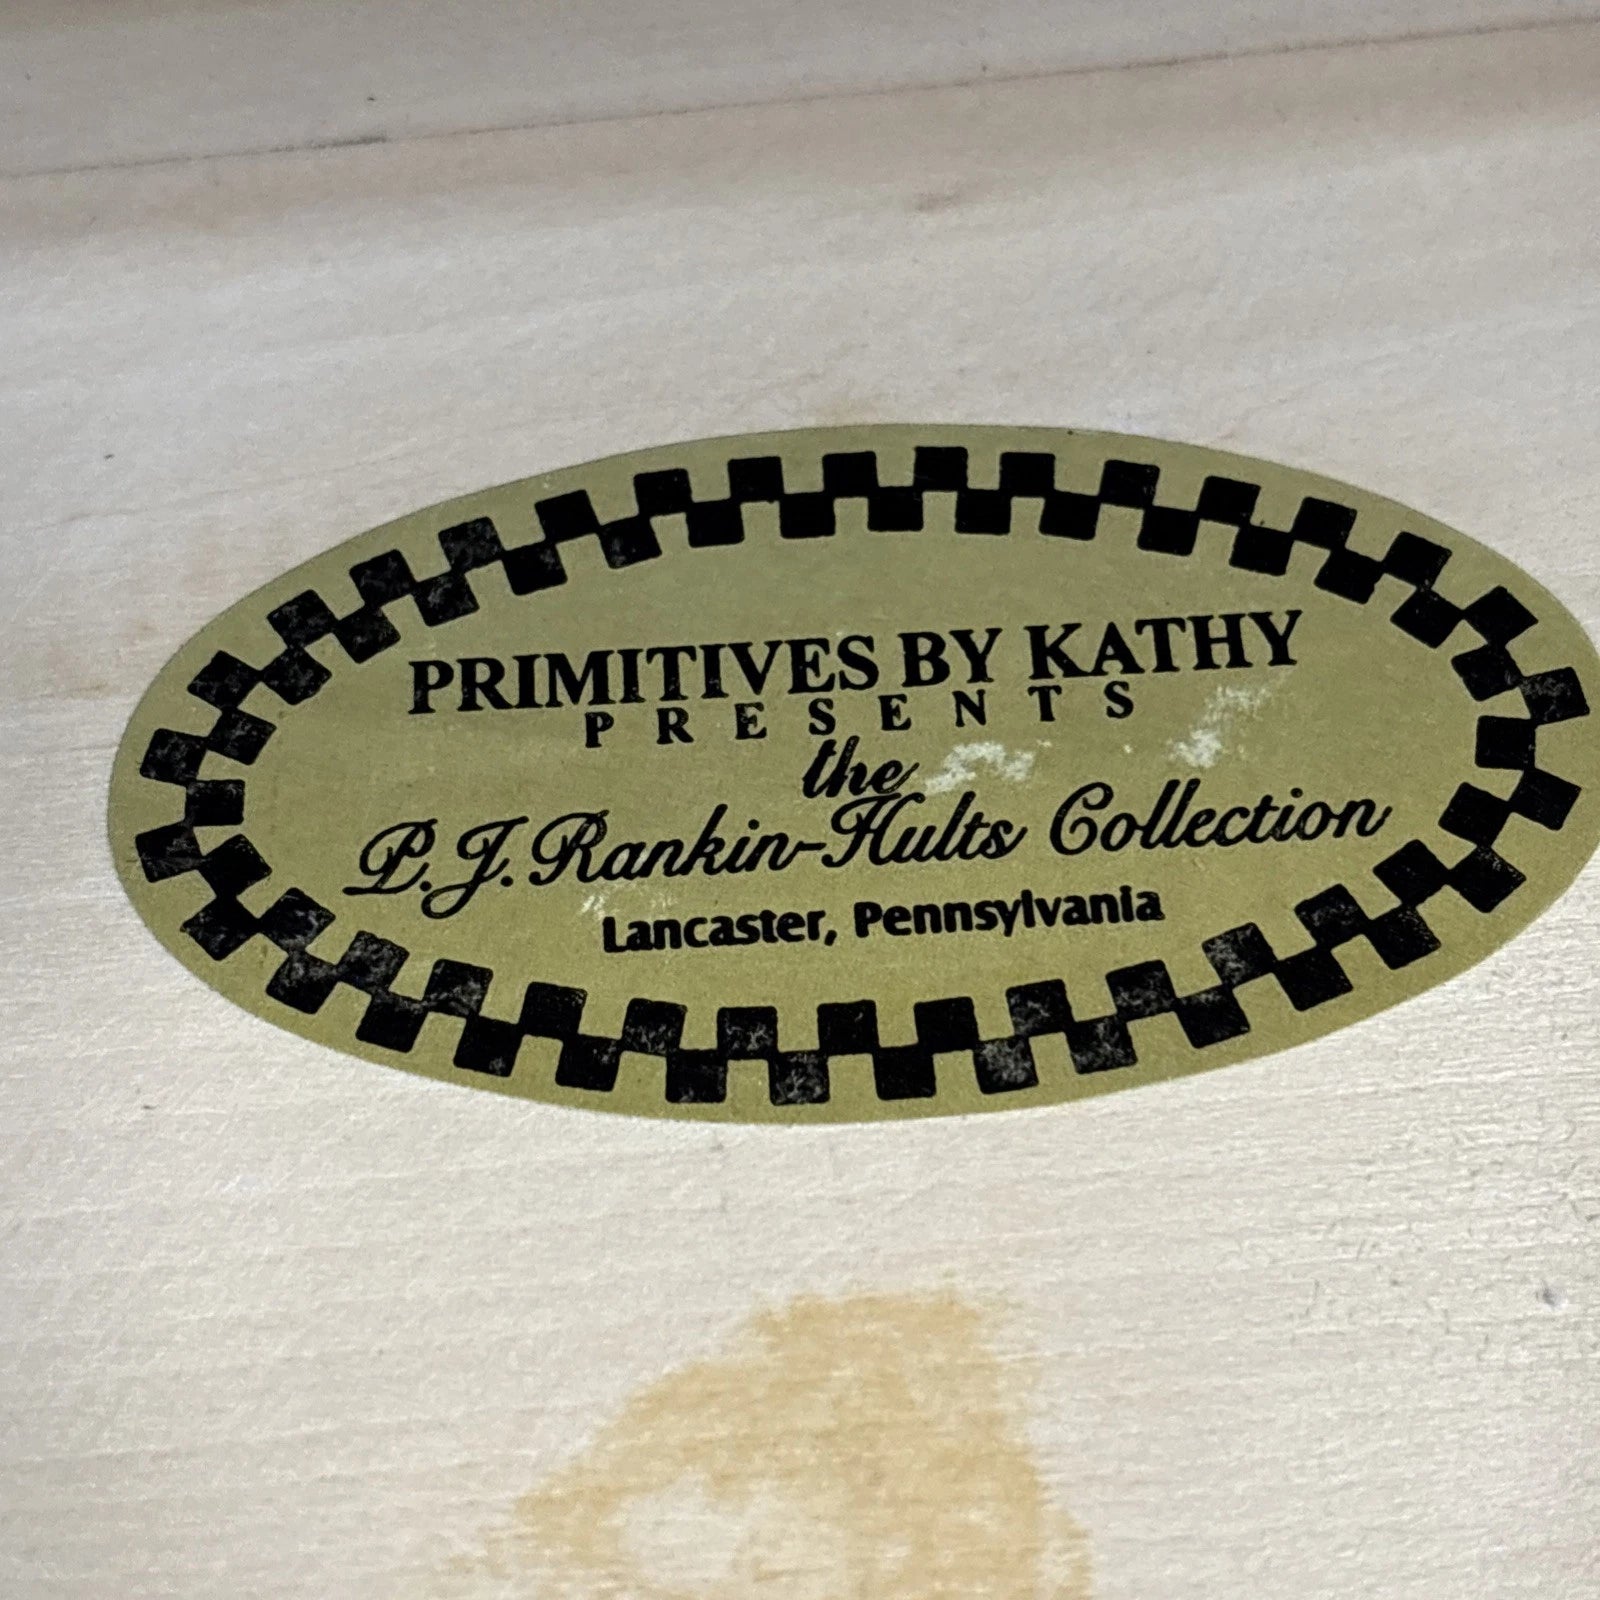 PRIMITIVES BY KATHY
PRESENTS
the
P.J. Rankin-Hults Collection
Lancaster, Pennsylvania